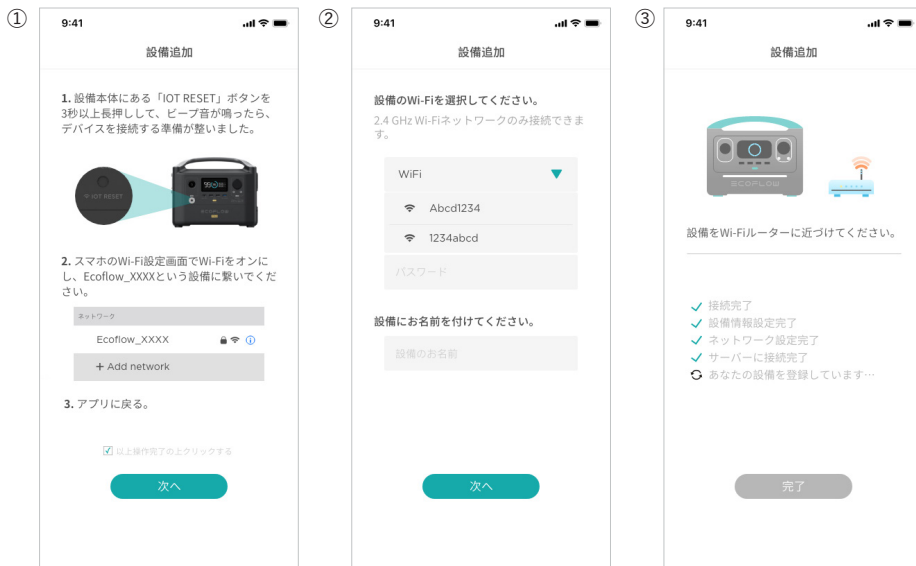 ①
9:41
設備追加
1. 設備本体にある「IOT RESET」ボタンを
3秒以上長押しして、ビープ音が鳴ったら、
デバイスを接続する準備が整いました。
IOT RESET
99
2. スマホのWi-Fi設定画面でWi-Fiをオンに
し、Ecoflow_XXXXという設備に繋いでくだ
さい。
ネットワーク
Ecoflow_XXXX
+ Add network
3. アプリに戻る。
以上操作完了の上クリックする
次へ
②
9:41
設備追加
設備のWi-Fiを選択してください。
2.4 GHz Wi-Fiネットワークのみ接続できま
す。
WiFi
Abcd1234
1234abcd
パスワード
設備にお名前を付けてください。
設備のお名前
次へ
③
9:41
設備追加
ECOFLOW
設備をWi-Fiルーターに近づけてください。
接続完了
設備情報設定完了
ネットワーク設定完了
サーバーに接続完了
あなたの設備を登録しています…
完了